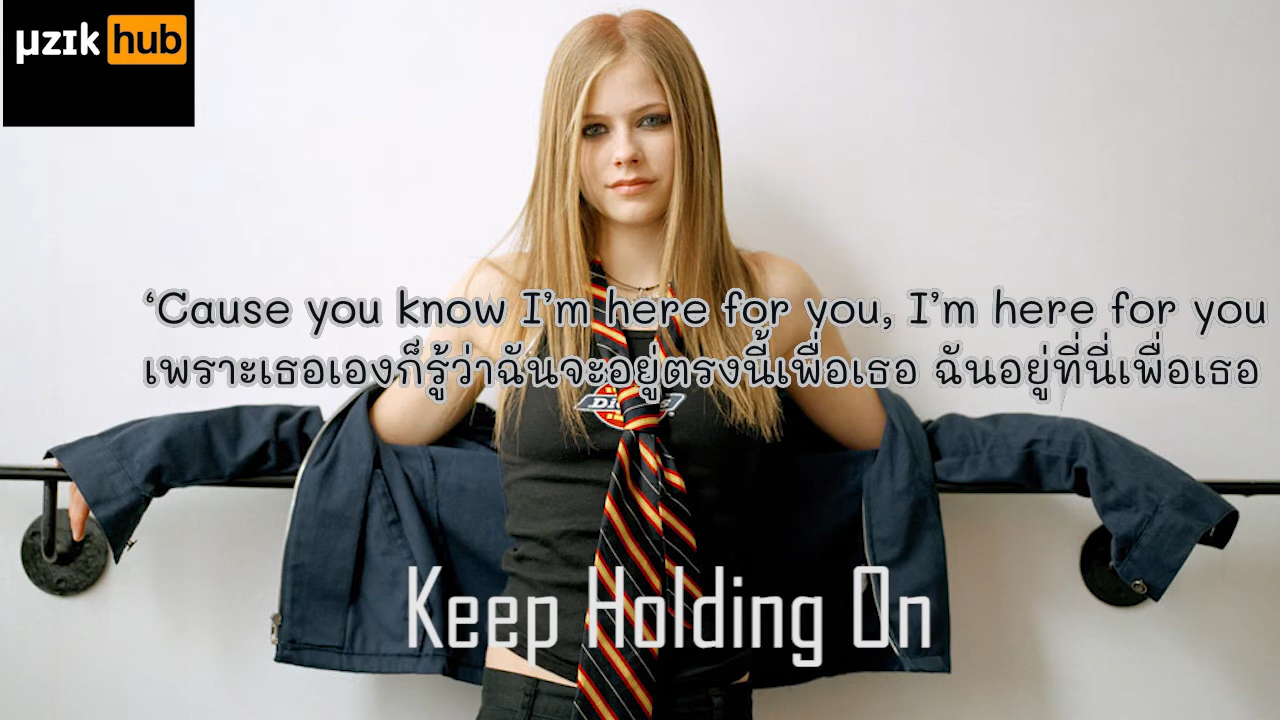 μzɪk hub
‘Cause you know I’m here for you, I’m here for you
เพราะเธอเองก็รู้ว่าฉันจะอยู่ตรงนี้เพื่อเธอ ฉันอยู่ที่นี่เพื่อเธอ
Keep Holding On